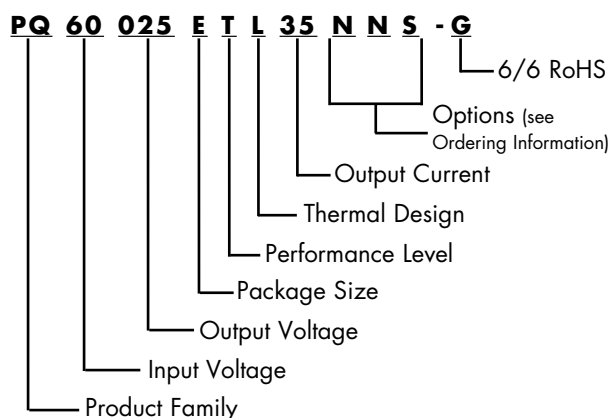 PQ 60 025 E T L 35 N N S - G
6/6 RoHS
Options (see
Ordering Information)
Output Current
Thermal Design
Performance Level
Package Size
Output Voltage
Input Voltage
Product Family